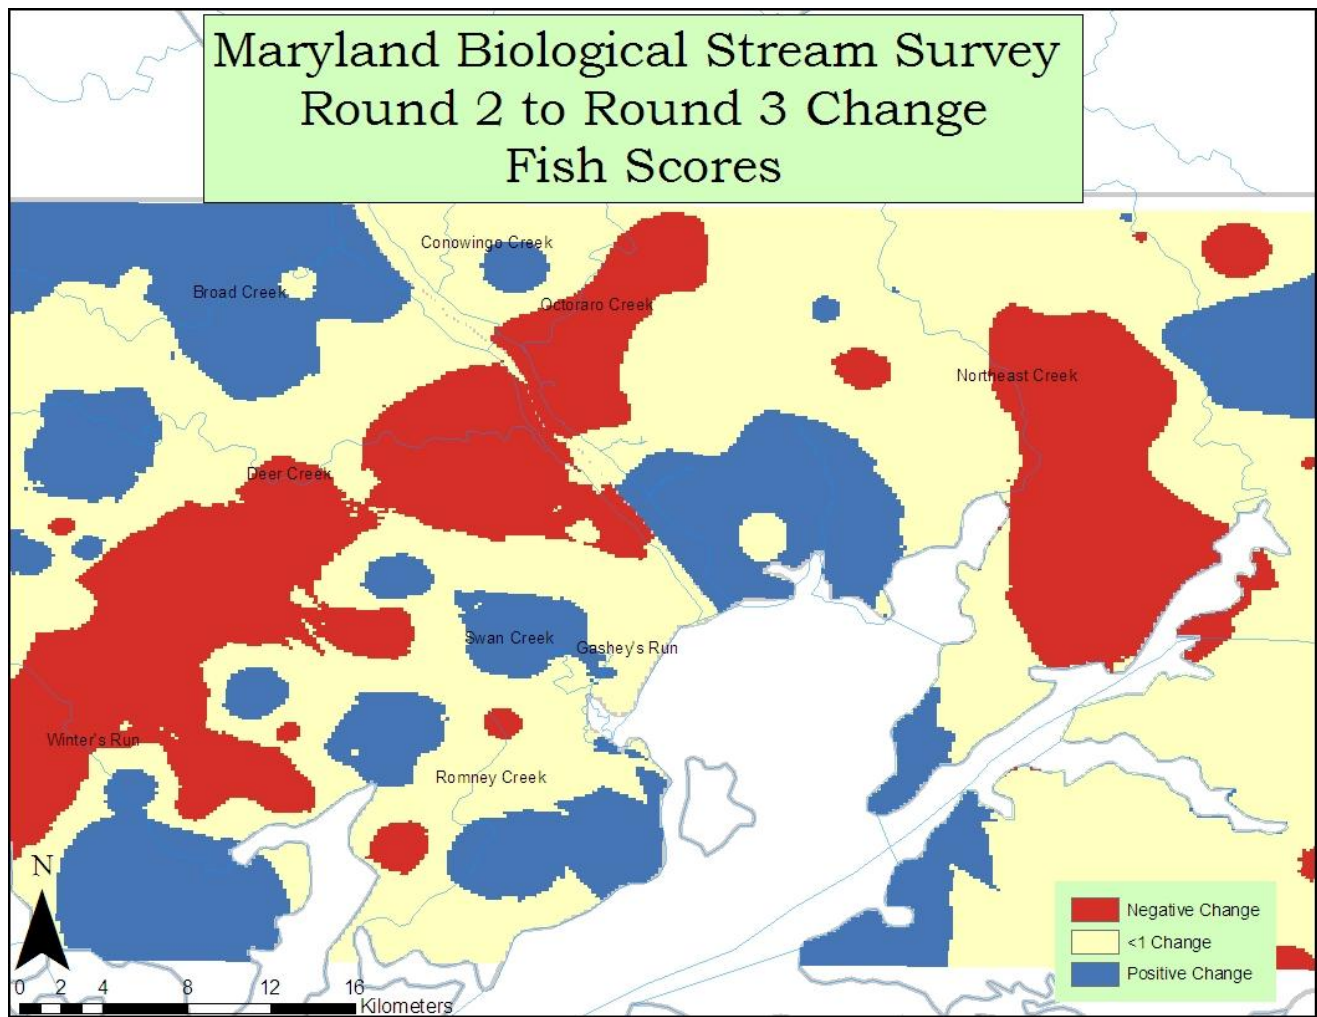 Maryland Biological Stream Survey
Round 2 to Round 3 Change
Fish Scores
Conowingo Creek
Broad Creek
Octoraro Creek
Northeast Creek
Deer Creek
Swan Creek
Gashey's Run
Winter's Run
Romney Creek
N
Negative Change
<1 Change
Positive Change
0 2 4 8 12 16
Kilometers